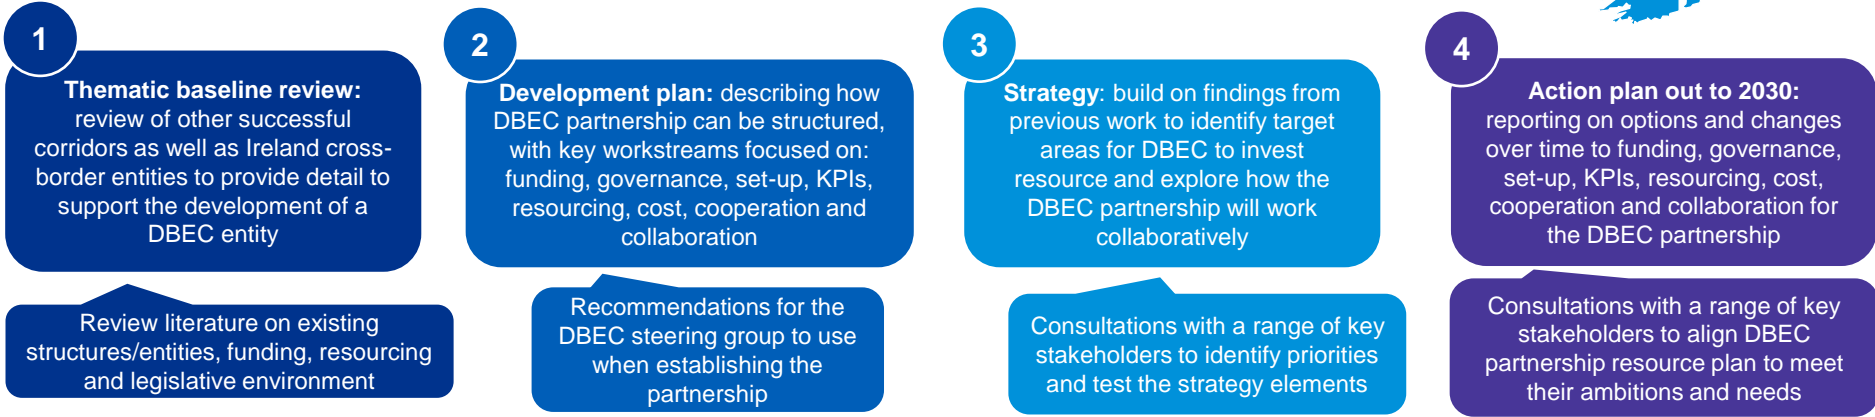 1
Thematic baseline review:
review of other successful
corridors as well as Ireland cross-
border entities to provide detail to
support the development of a
DBEC entity
Review literature on existing
structures/entities, funding, resourcing
and legislative environment
2
Development plan: describing how
DBEC partnership can be structured,
with key workstreams focused on:
funding, governance, set-up, KPIs,
resourcing, cost, cooperation and
collaboration
Recommendations for the
DBEC steering group to use
when establishing the
partnership
3
Strategy: build on findings from
previous work to identify target
areas for DBEC to invest
resource and explore how the
DBEC partnership will work
collaboratively
Consultations with a range of key
stakeholders to identify priorities
and test the strategy elements
4
Action plan out to 2030:
reporting on options and changes
over time to funding, governance,
set-up, KPIs, resourcing, cost,
cooperation and collaboration for
the DBEC partnership
Consultations with a range of key
stakeholders to align DBEC
partnership resource plan to meet
their ambitions and needs